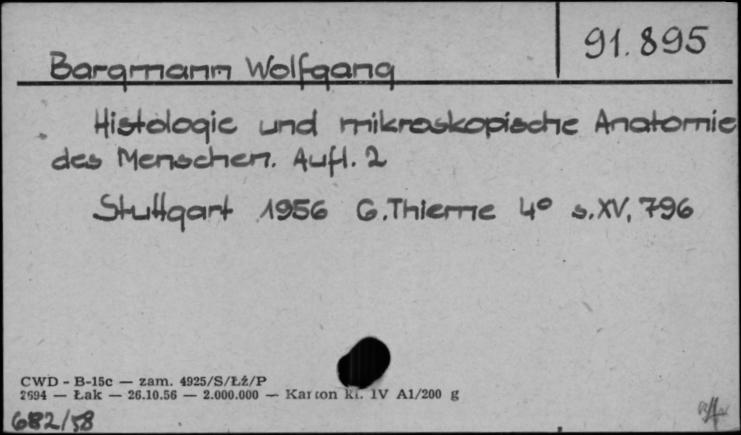 91.895
Bargmann Wolfgang
Histologie und mikroskopische Anatomie
des Menschen. Aufl. 2
Stuttgart 1956 G. Thieme 4° s. XV, 796
CWD - B-15c — zam. 4925/S/Łż/P
2694 — Łak — 26.10.56 — 2.000.000 — Karton kl. IV A1/200 g
682/58